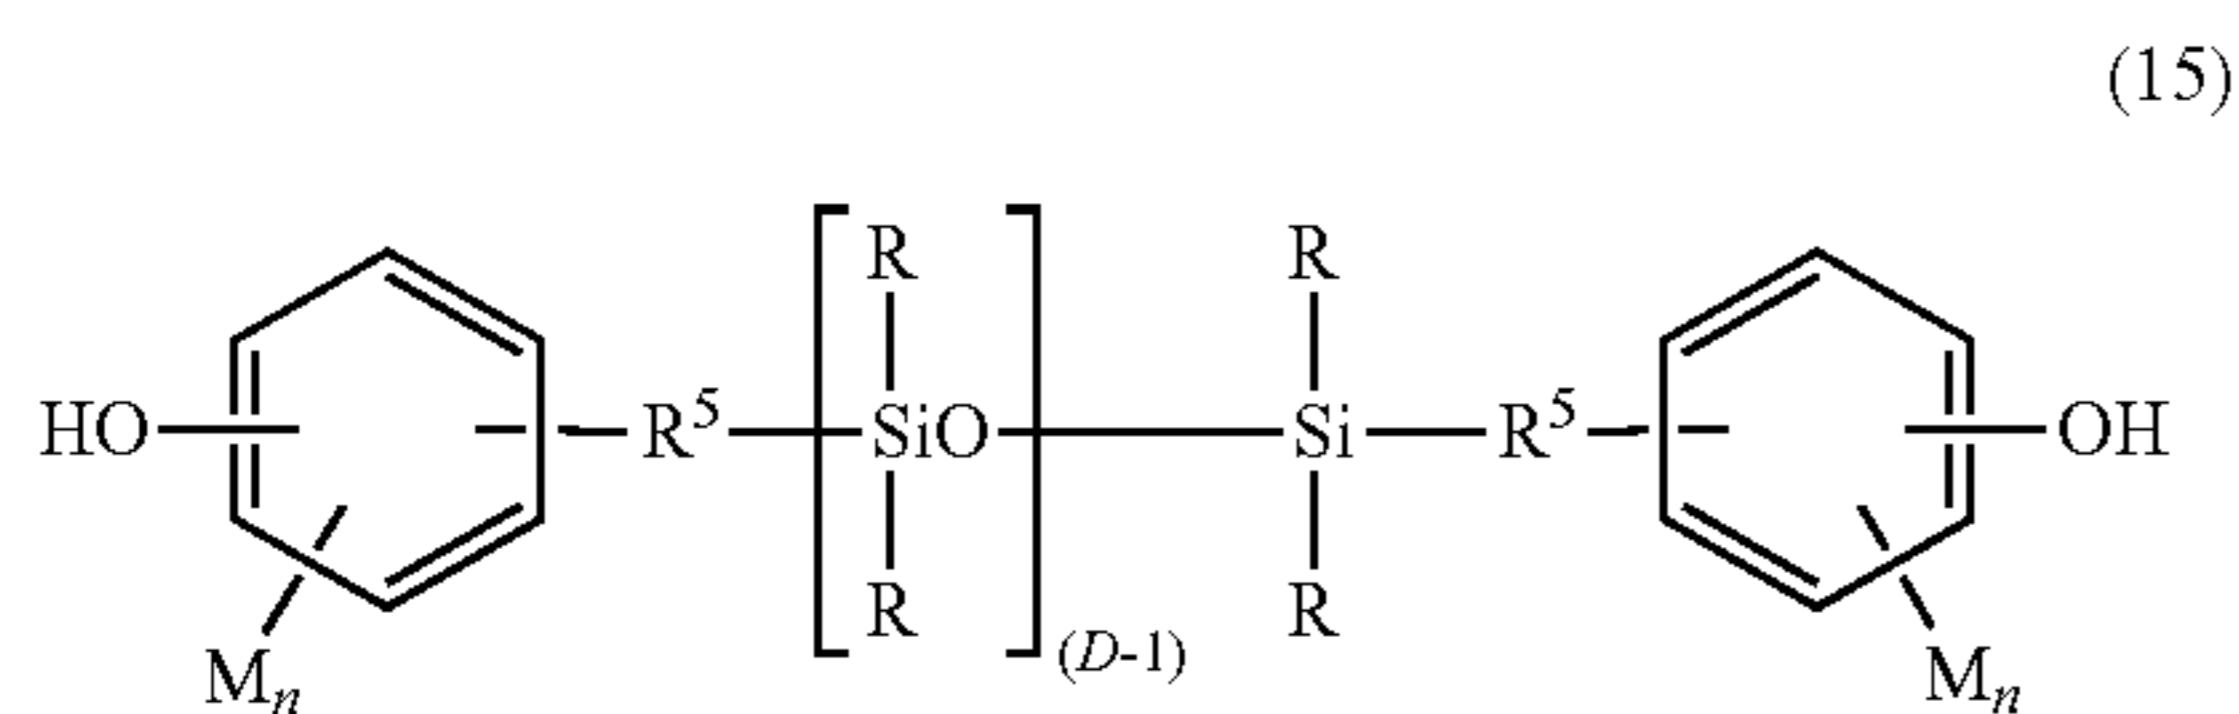 (15)
R R
HO R⁵ SiO Si R⁵ OH
R R
(D-1)
Mₙ Mₙ